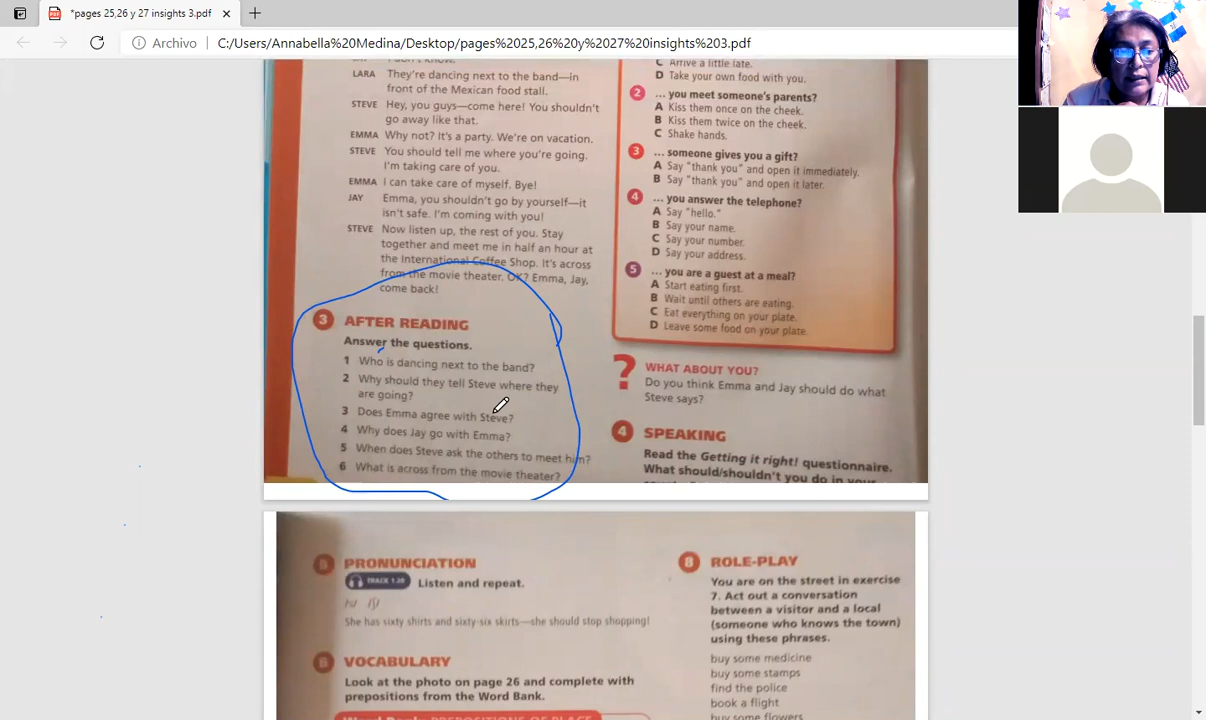 *pages 25,26 y 27 insights 3.pdf
Archivo
C:/Users/Annabella%20Medina/Desktop/pages%2025,26%20y%2027%20insights%203.pdf
LARA They're dancing next to the band—in
front of the Mexican food stall.
STEVE Hey, you guys—come here! You shouldn't
go away like that.
EMMA Why not? It's a party. We're on vacation.
STEVE You should tell me where you're going.
I'm taking care of you.
EMMA I can take care of myself. Bye!
JAY Emma, you shouldn't go by yourself—it
isn't safe. I'm coming with you!
STEVE Now listen up, the rest of you. Stay
together and meet me in half an hour at
the International Coffee Shop. It's across
from the movie theater. OK? Emma, Jay,
come back!
3 AFTER READING
Answer the questions.
1 Who is dancing next to the band?
2 Why should they tell Steve where they
are going?
3 Does Emma agree with Steve?
4 Why does Jay go with Emma?
5 When does Steve ask the others to meet him?
6 What is across from the movie theater?
C Arrive a little late.
D Take your own food with you.
2 ... you meet someone's parents?
A Kiss them once on the cheek.
B Kiss them twice on the cheek.
C Shake hands.
3 ... someone gives you a gift?
A Say "thank you" and open it immediately.
B Say "thank you" and open it later.
4 ... you answer the telephone?
A Say "hello."
B Say your name.
C Say your number.
D Say your address.
5 ... you are a guest at a meal?
A Start eating first.
B Wait until others are eating.
C Eat everything on your plate.
D Leave some food on your plate.
? WHAT ABOUT YOU?
Do you think Emma and Jay should do what
Steve says?
4 SPEAKING
Read the Getting it right! questionnaire.
What should/shouldn't you do in your
PRONUNCIATION
TRACK 1.28 Listen and repeat.
She has sixty shirts and sixty-six skirts—she should stop shopping!
6 VOCABULARY
Look at the photo on page 26 and complete with
prepositions from the Word Bank.
Word Bank PREPOSITIONS OF PLACE
8 ROLE-PLAY
You are on the street in exercise
7. Act out a conversation
between a visitor and a local
(someone who knows the town)
using these phrases.
buy some medicine
buy some stamps
find the police
book a flight
buy some flowers